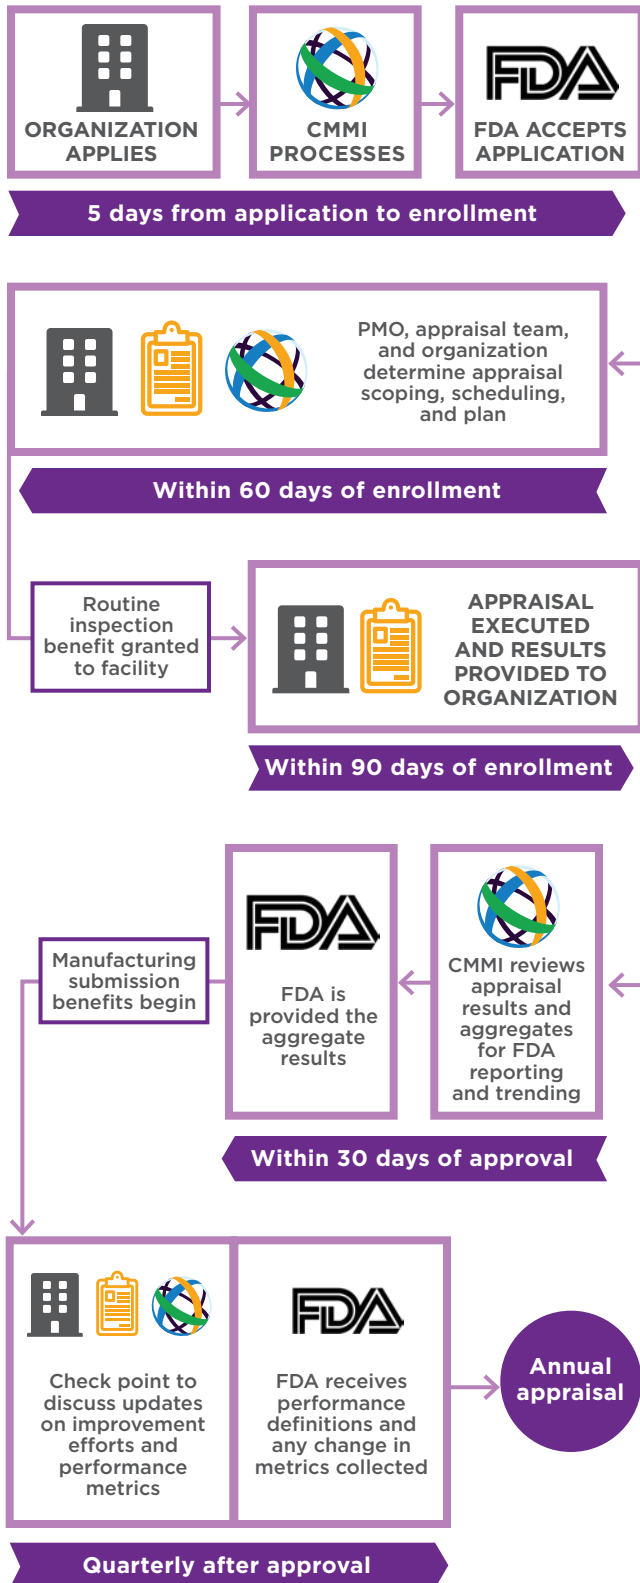 FDA
ORGANIZATION
APPLIES
CMMI
PROCESSES
FDA ACCEPTS
APPLICATION
5 days from application to enrollment
PMO, appraisal team,
and organization
determine appraisal
scoping, scheduling,
and plan
Within 60 days of enrollment
Routine
inspection
benefit granted
to facility
APPRAISAL
EXECUTED
AND RESULTS
PROVIDED TO
ORGANIZATION
Within 90 days of enrollment
CMMI reviews
appraisal
results and
aggregates
for FDA
reporting
and trending
FDA
FDA is
provided the
aggregate
results
Manufacturing
submission
benefits begin
Within 30 days of approval
Check point to
discuss updates
on improvement
efforts and
performance
metrics
FDA
FDA receives
performance
definitions and
any change in
metrics collected
Annual
appraisal
Quarterly after approval